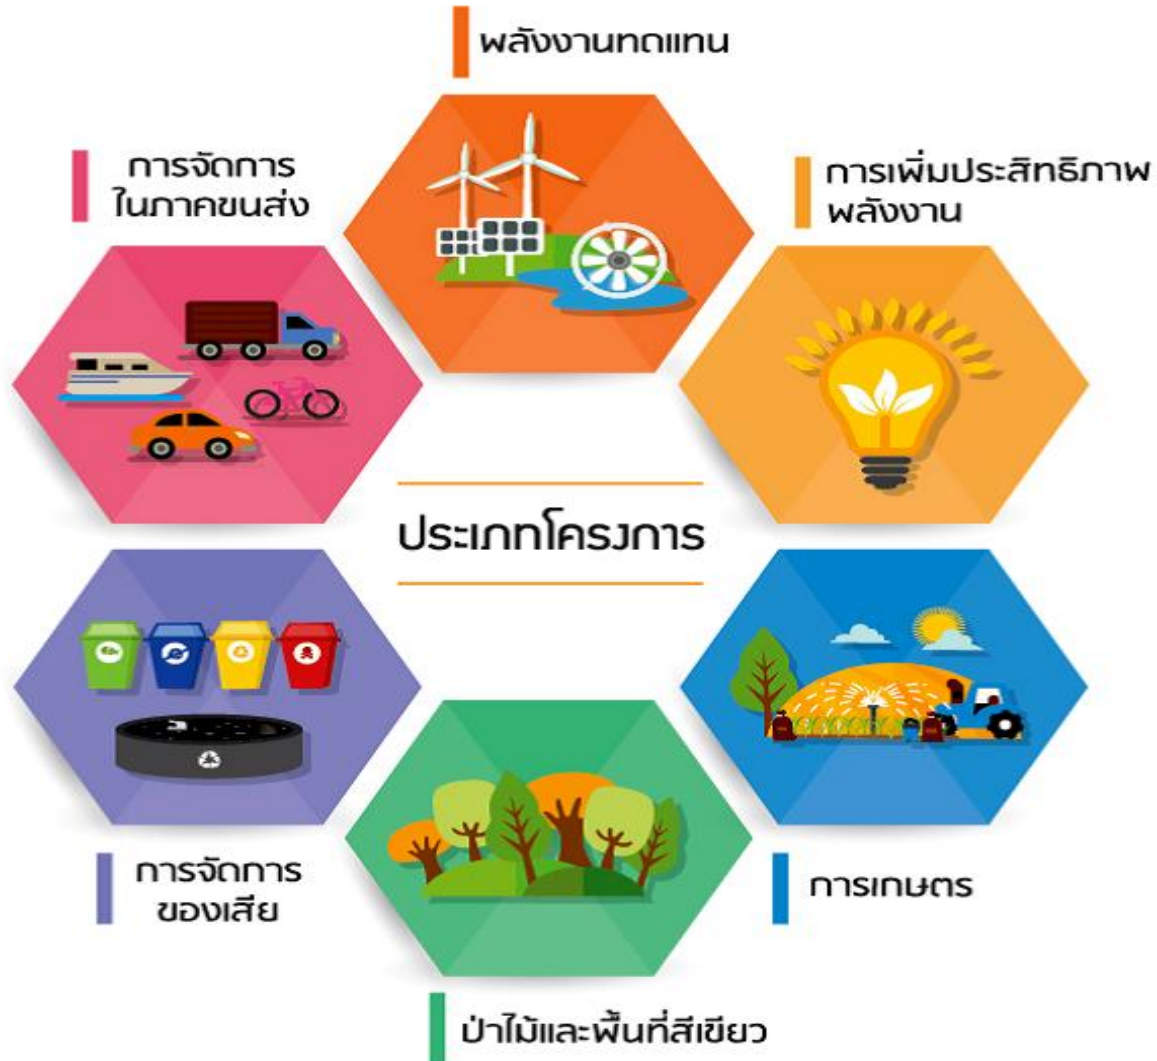 พลังงานทดแทน
การจัดการ
ในภาคขนส่ง
การเพิ่มประสิทธิภาพ
พลังงาน
ประเภทโครงการ
การจัดการ
ของเสีย
การเกษตร
ป่าไม้และพื้นที่สีเขียว